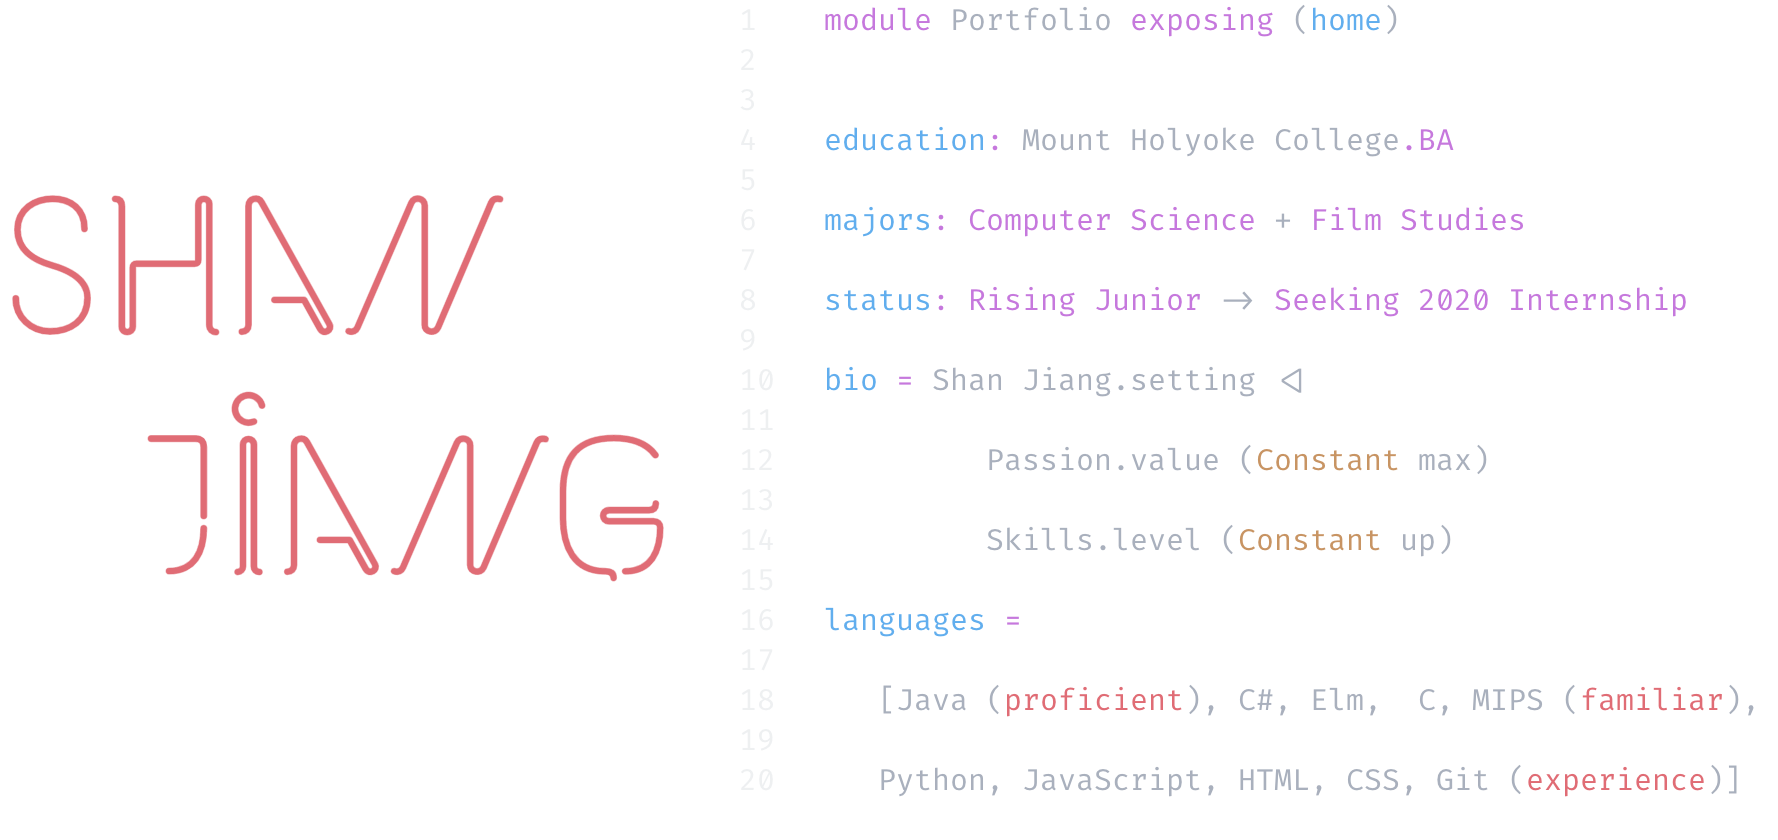 SHAN
JiANG
1 module Portfolio exposing (home)
2
3
4 education: Mount Holyoke College.BA
5
6 majors: Computer Science + Film Studies
7
8 status: Rising Junior → Seeking 2020 Internship
9
10 bio = Shan Jiang.setting <|
11
12 Passion.value (Constant max)
13
14 Skills.level (Constant up)
15
16 languages =
17
18 [Java (proficient), C#, Elm, C, MIPS (familiar),
19
20 Python, JavaScript, HTML, CSS, Git (experience)]